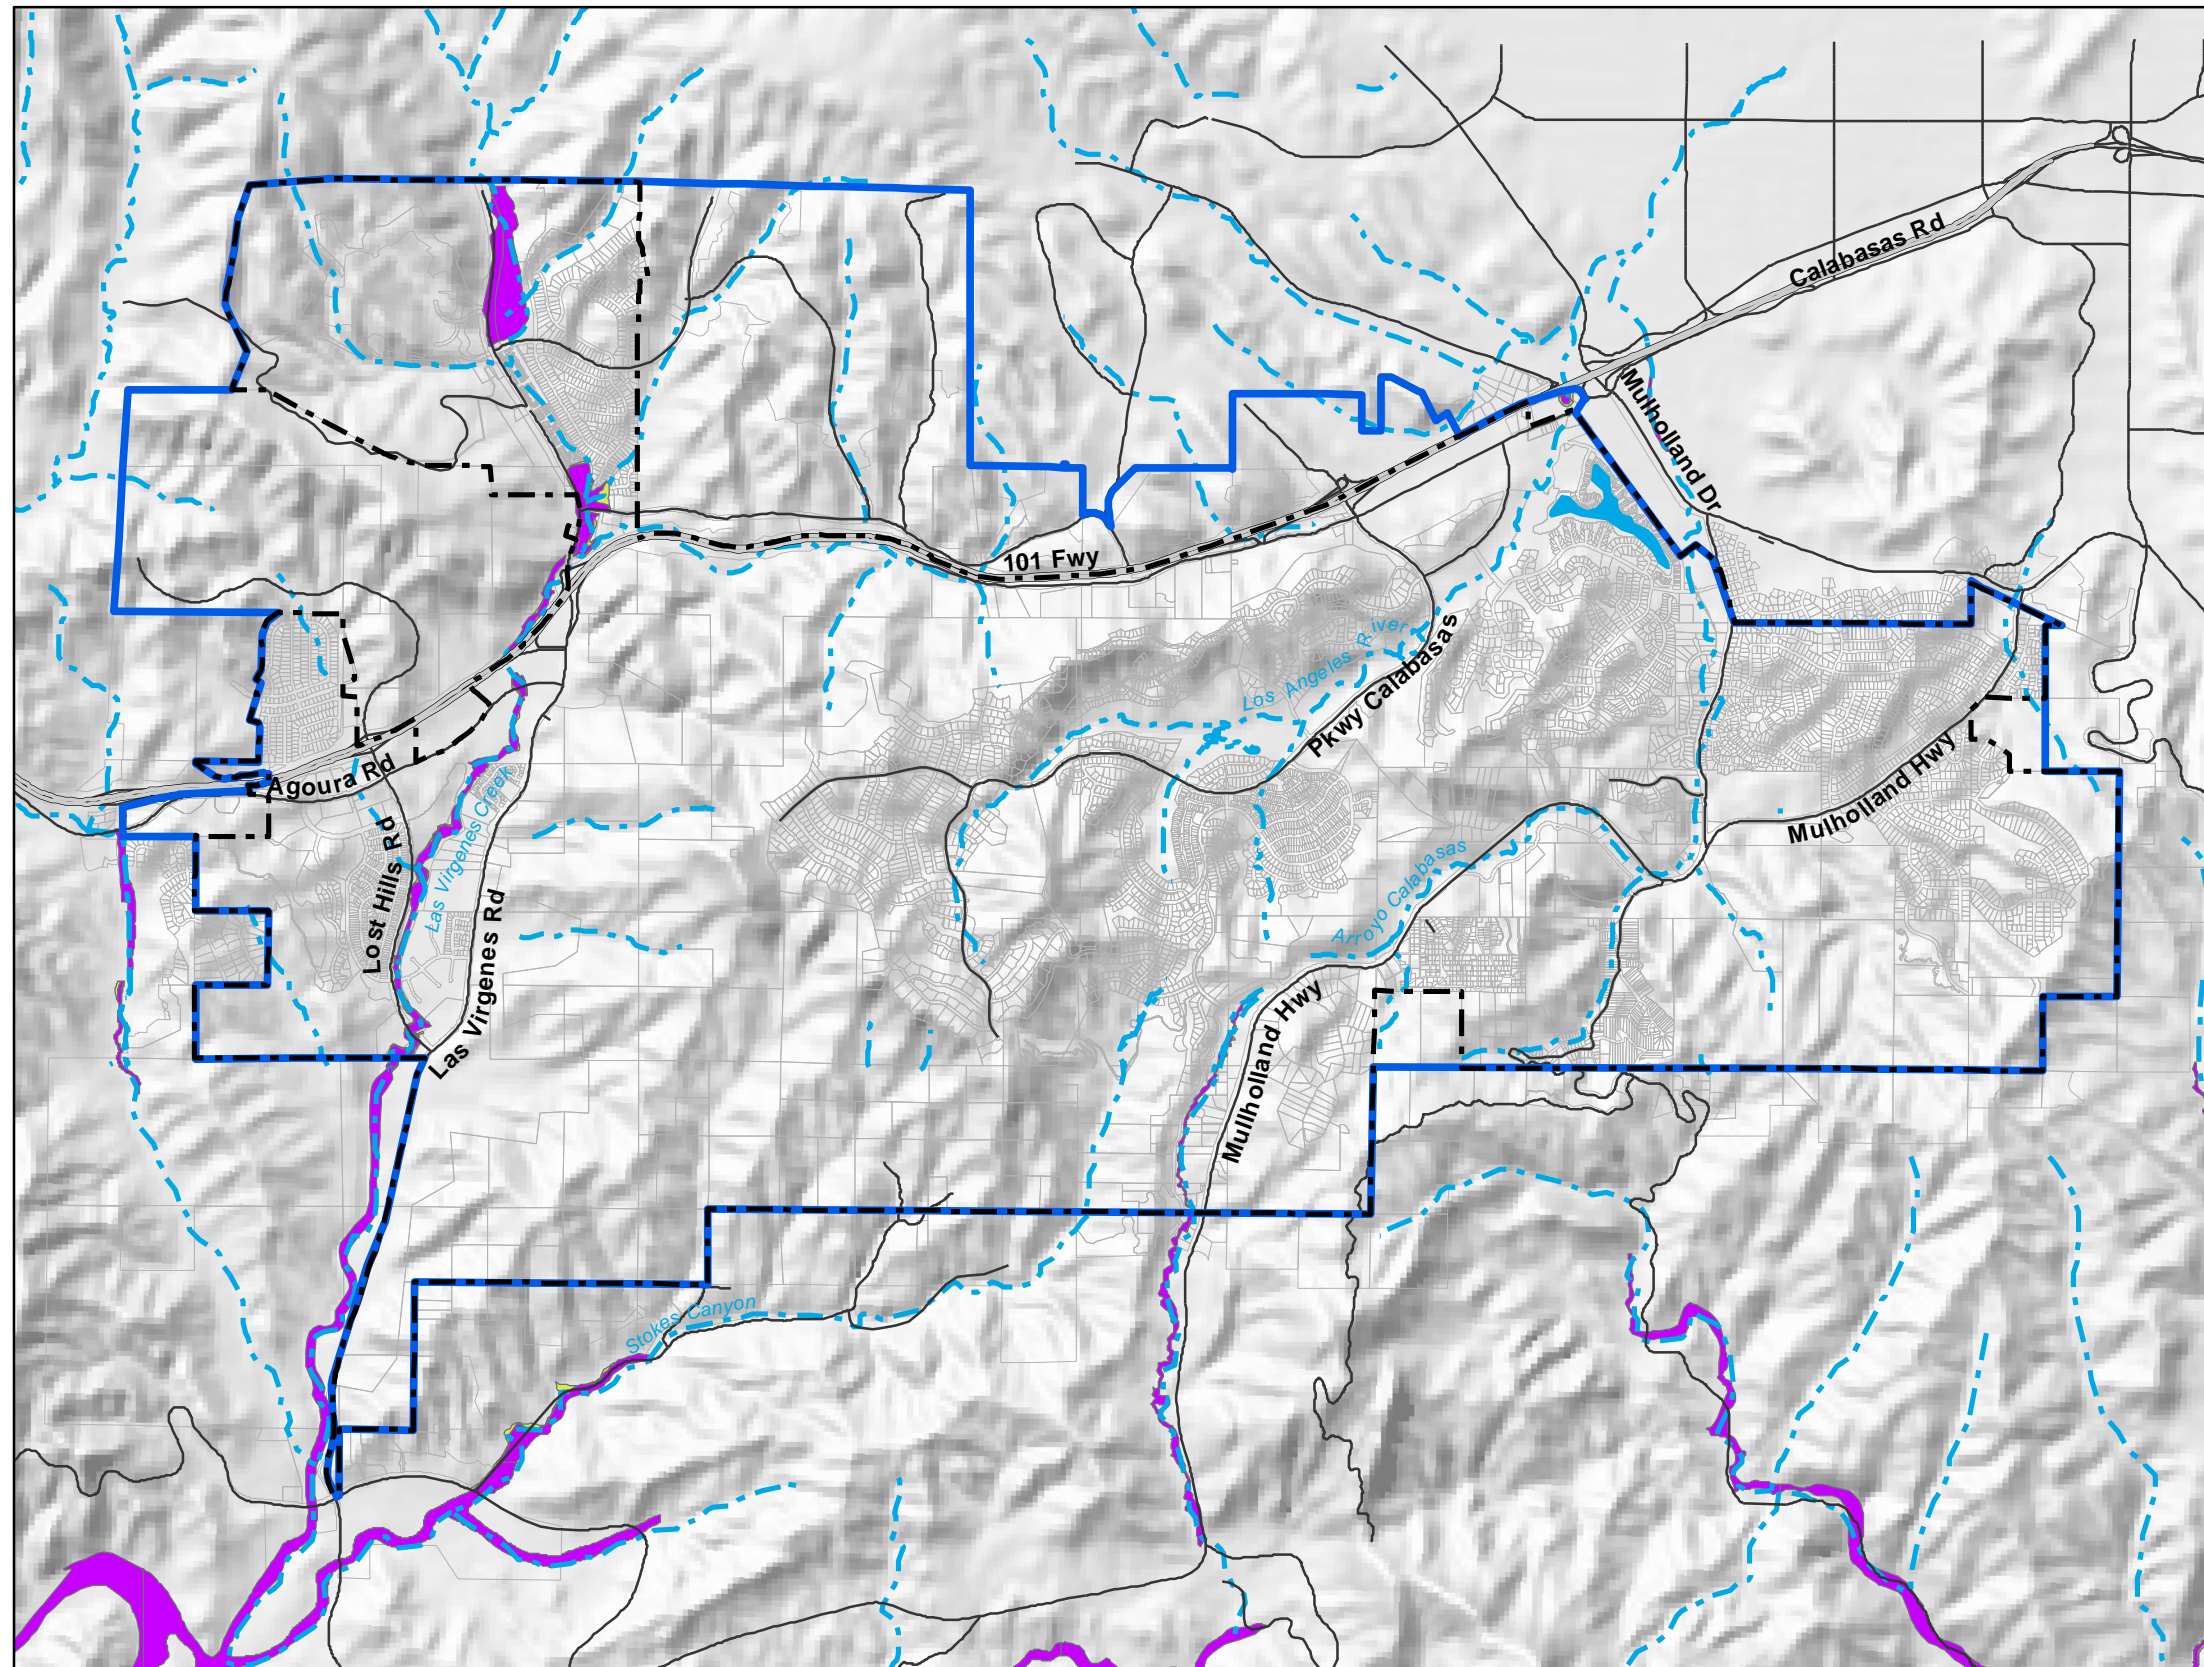 Calabasas Rd
Mulholland Dr
101 Fwy
Los Angeles River
Pkwy Calabasas
Agoura Rd
Mulholland Hwy
Las Virgenes Creek
Lost Hills Rd
Arroyo Calabasas
Las Virgenes Rd
Mulholland Hwy
Stokes Canyon